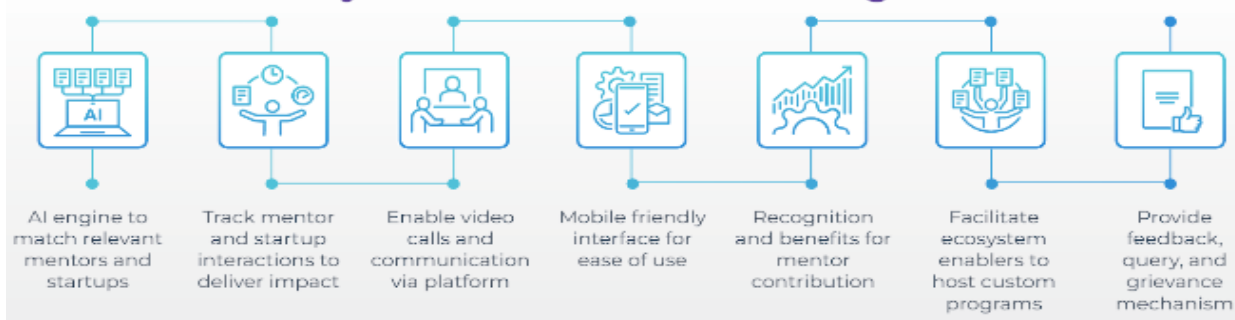 AI
AI engine to
match relevant
mentors and
startups
Track mentor
and startup
interactions to
deliver impact
Enable video
calls and
communication
via platform
Mobile friendly
interface for
ease of use
Recognition
and benefits for
mentor
contribution
Facilitate
ecosystem
enablers to
host custom
programs
Provide
feedback,
query, and
grievance
mechanism